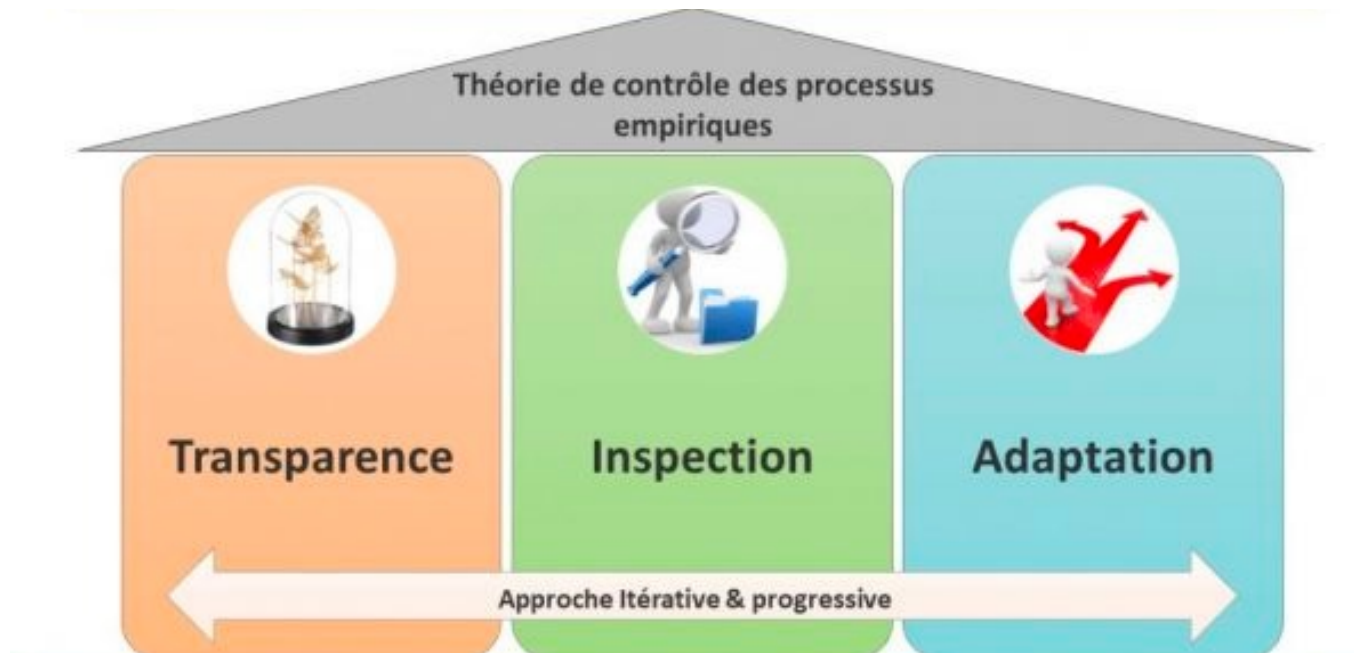 Théorie de contrôle des processus
empiriques
Transparence
Inspection
Adaptation
Approche Itérative & progressive